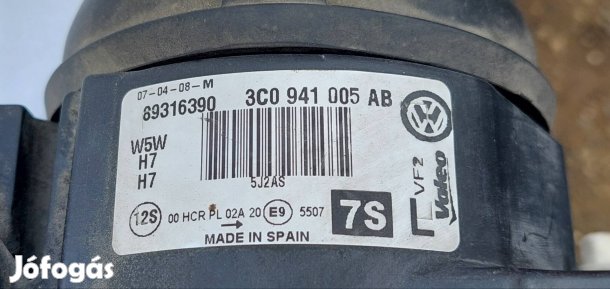 07-04-08-M
89316390
3C0 941 005 AB
W5W
H7
H7
5J2AS
12S
00 HCR PL 02A 20 E9 5507
7S
MADE IN SPAIN
L VF2
Valeo
Jófogás